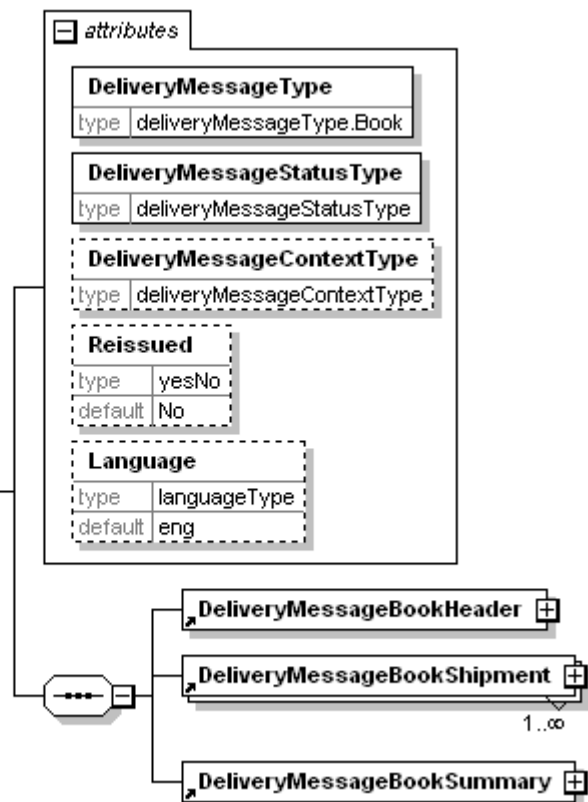 attributes
DeliveryMessageType
type deliveryMessageType.Book
DeliveryMessageStatusType
type deliveryMessageStatusType
DeliveryMessageContextType
type deliveryMessageContextType
Reissued
type yesNo
default No
Language
type languageType
default eng
DeliveryMessageBookHeader
DeliveryMessageBookShipment
1..∞
DeliveryMessageBookSummary